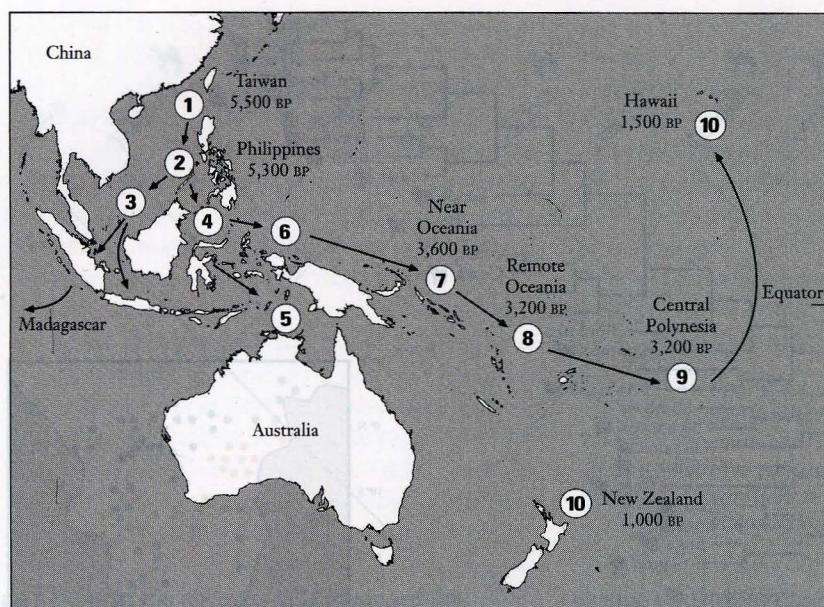 China
Taiwan
5,500 BP
1
Hawaii
1,500 BP
10
2
Philippines
5,300 BP
3
4
6
Near
Oceania
3,600 BP
7
Remote
Oceania
3,200 BP
8
Central
Polynesia
3,200 BP
9
Equator
Madagascar
5
Australia
10
New Zealand
1,000 BP